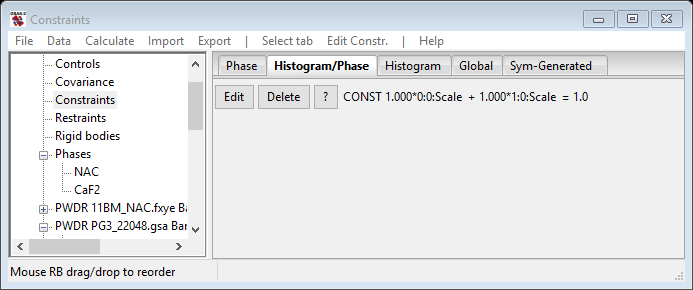 Constraints
File Data Calculate Import Export | Select tab Edit Constr. | Help
Controls
Covariance
Constraints
Restraints
Rigid bodies
Phases
NAC
CaF2
PWDR 11BM_NAC.fxye Ba
PWDR PG3_22048.gsa Bar
Phase Histogram/Phase Histogram Global Sym-Generated
Edit Delete ? CONST 1.000*0:0:Scale + 1.000*1:0:Scale = 1.0
Mouse RB drag/drop to reorder